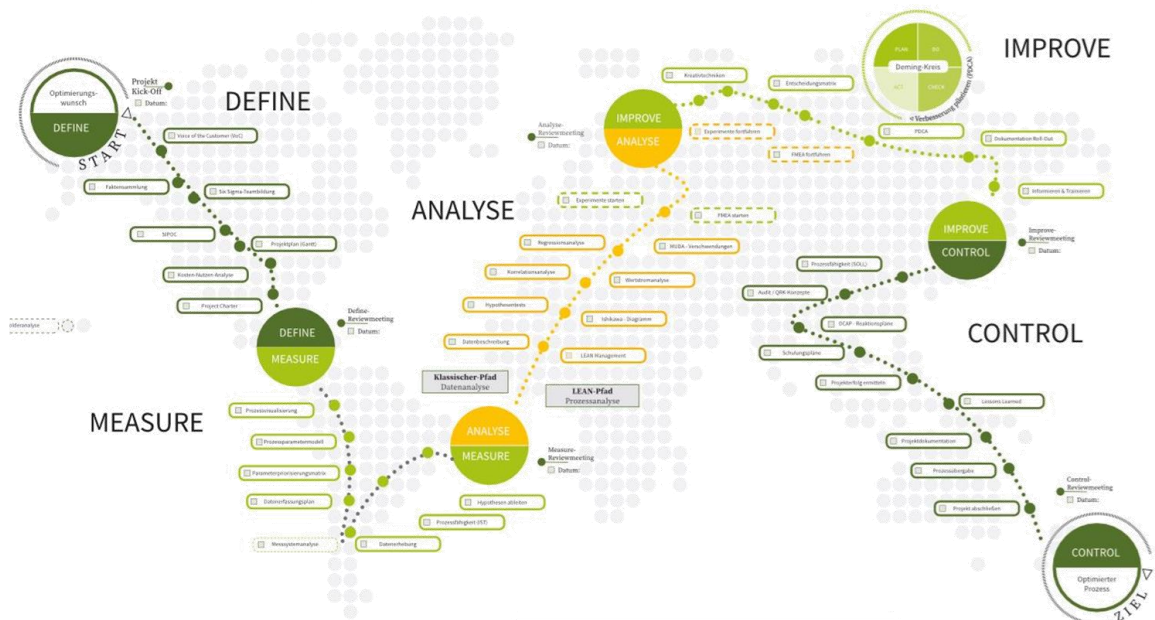 Optimierungs-
wunsch
DEFINE
START
Projekt
Kick-Off
Datum:
DEFINE
Voice of the Customer (VoC)
Faktensammlung
Six Sigma-Teambildung
SIPOC
Projektplan (Gantt)
Kosten-Nutzen Analyse
Project Charter
DEFINE
MEASURE
Define-
Reviewmeeting
Datum:
MEASURE
Prozessvisualisierung
Prozessparametermodell
Parameterpriorisierungsmatrix
Datenerfassungsplan
Messsystemanalyse
Datenerhebung
Prozessfähigkeit (IST)
Hypothesen ableiten
ANALYSE
MEASURE
Measure-
Reviewmeeting
Datum:
Klassischer-Pfad
Datenanalyse
LEAN-Pfad
Prozessanalyse
ANALYSE
Datenbeschreibung
LEAN Management
Hypothesentests
Ishikawa - Diagramm
Korrelationsanalyse
Wertstromanalyse
Regressionsanalyse
MUDA - Verschwendungen
Experimente starten
FMEA starten
Analyse-
Reviewmeeting
Datum:
IMPROVE
ANALYSE
Kreativtechniken
Entscheidungsmatrix
Experimente fortführen
FMEA fortführen
PLAN
DO
Deming-Kreis
ACT
CHECK
Verbesserung pilotieren (PDCA)
IMPROVE
PDCA
Dokumentation Roll-Out
Informieren & Trainieren
IMPROVE
CONTROL
Improve-
Reviewmeeting
Datum:
CONTROL
Prozessfähigkeit (SOLL)
Audit / QRK-Konzepte
OCAP - Reaktionspläne
Schulungspläne
Projekterfolg ermitteln
Lessons Learned
Projektdokumentation
Prozessübergabe
Projekt abschließen
Control-
Reviewmeeting
Datum:
CONTROL
Optimierter
Prozess
ZIEL